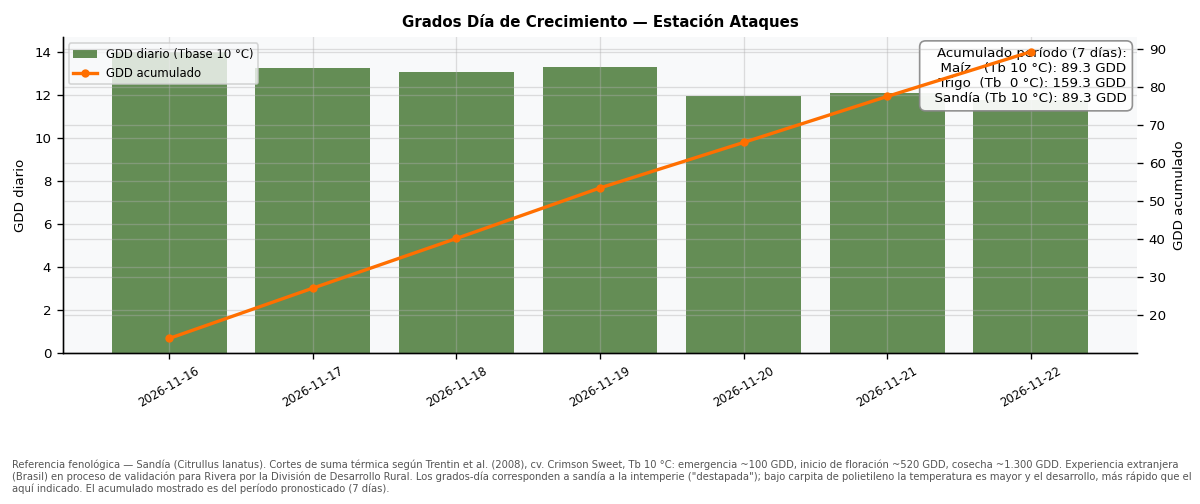 Grados Día de Crecimiento — Estación Ataques
GDD diario (Tbase 10 °C)
GDD acumulado
Acumulado período (7 días):
Maíz (Tb 10 °C): 89.3 GDD
Trigo (Tb 0 °C): 159.3 GDD
Sandía (Tb 10 °C): 89.3 GDD
GDD diario
14
12
10
8
6
4
2
0
GDD acumulado
90
80
70
60
50
40
30
20
2026-11-16
2026-11-17
2026-11-18
2026-11-19
2026-11-20
2026-11-21
2026-11-22
Referencia fenológica — Sandía (Citrullus lanatus). Cortes de suma térmica según Trentin et al. (2008), cv. Crimson Sweet, Tb 10 °C: emergencia ~100 GDD, inicio de floración ~520 GDD, cosecha ~1.300 GDD. Experiencia extranjera
(Brasil) en proceso de validación para Rivera por la División de Desarrollo Rural. Los grados-día corresponden a sandía a la intemperie ("destapada"); bajo carpita de polietileno la temperatura es mayor y el desarrollo, más rápido que el
aquí indicado. El acumulado mostrado es del período pronosticado (7 días).